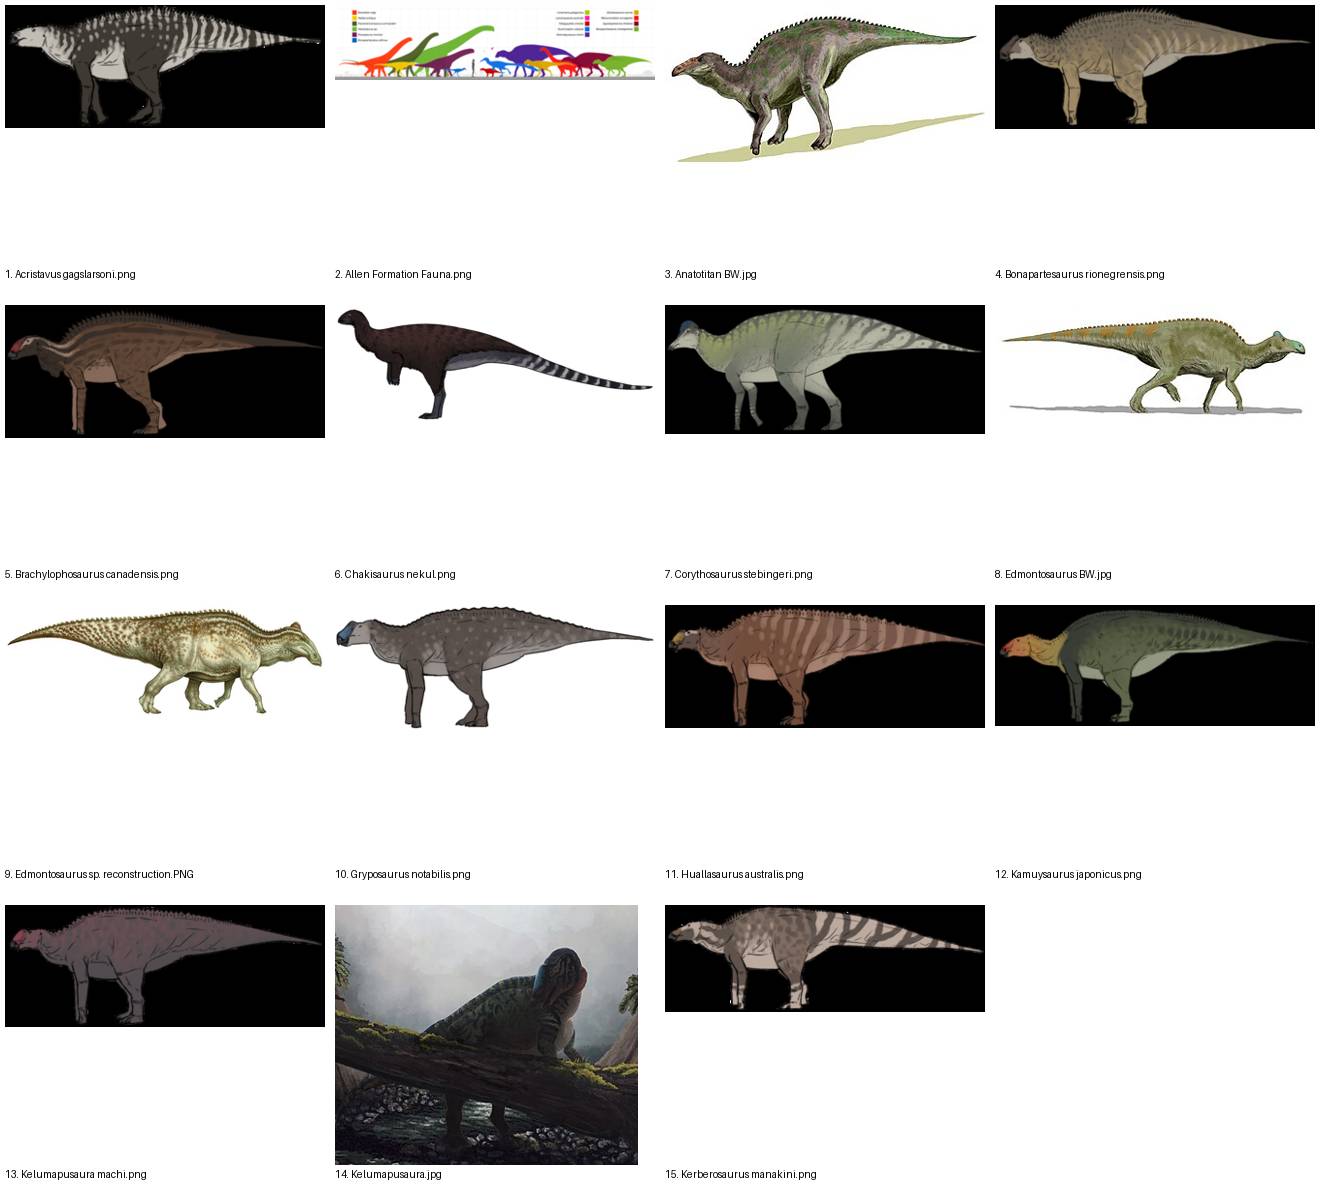 1. Acristavus gagslarsoni.png
2. Allen Formation Fauna.png
3. Anatotitan BW.jpg
4. Bonapartesaurus rionegrensis.png
5. Brachylophosaurus canadensis.png
6. Chakisaurus nekul.png
7. Corythosaurus stebingeri.png
8. Edmontosaurus BW.jpg
9. Edmontosaurus sp. reconstruction.PNG
10. Gryposaurus notabilis.png
11. Huallasaurus australis.png
12. Kamuysaurus japonicus.png
13. Kelumapusaura machi.png
14. Kelumapusaura.jpg
15. Kerberosaurus manakini.png